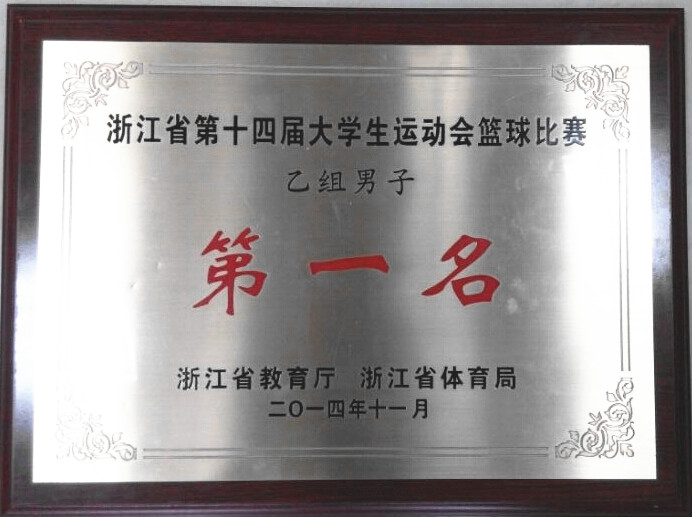 浙江省第十四届大学生运动会篮球比赛
乙组男子
第一名
浙江省教育厅 浙江省体育局
二〇一四年十一月